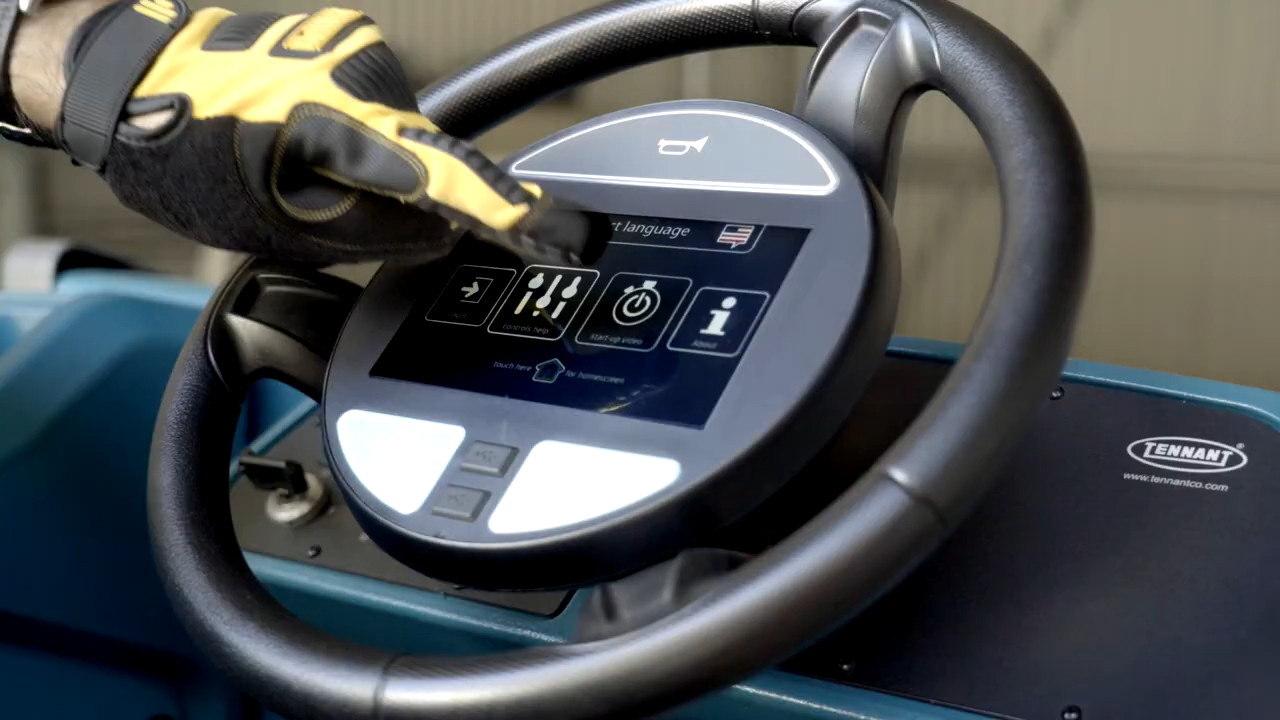 language
controls help
start-up video
About
touch here for homescreen
TENNANT®
www.tennantco.com